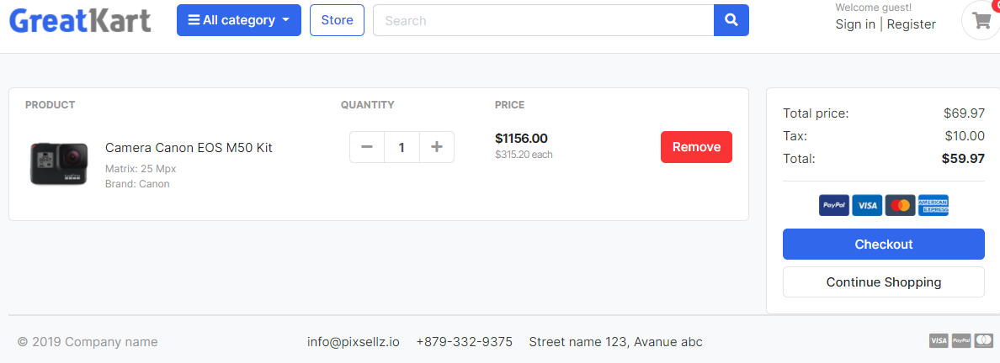 GreatKart
All category
Store
Search
Welcome guest!
Sign in | Register
PRODUCT
QUANTITY
PRICE
Camera Canon EOS M50 Kit
Matrix: 25 Mpx
Brand: Canon
1
$1156.00
$315.20 each
Remove
Total price: $69.97
Tax: $10.00
Total: $59.97
PayPal VISA AMERICAN EXPRESS
Checkout
Continue Shopping
© 2019 Company name
info@pixsellz.io +879-332-9375 Street name 123, Avanue abc
VISA PayPal